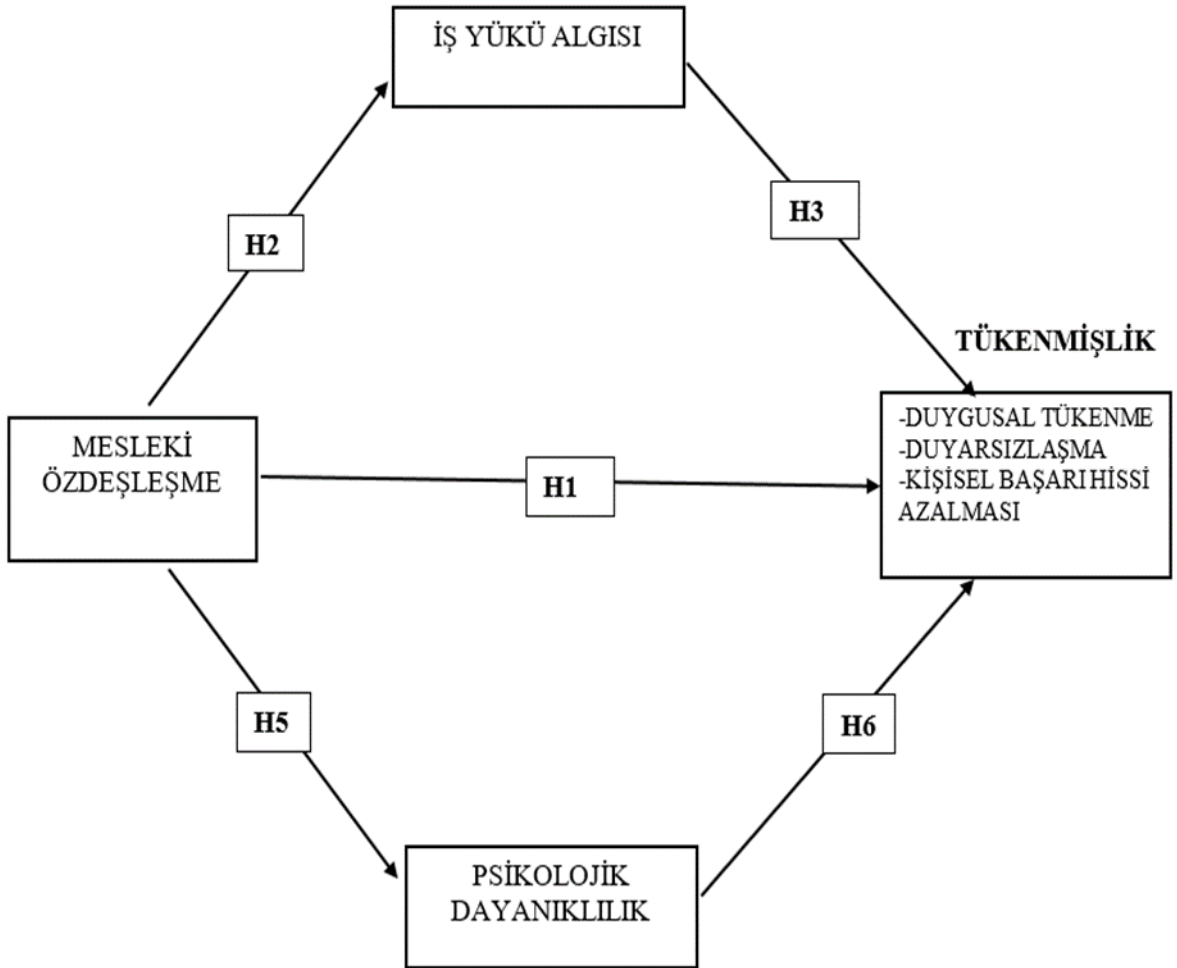 İŞ YÜKÜ ALGISI
H2
H3
TÜKENMİŞLİK
MESLEKİ
ÖZDEŞLEŞME
H1
-DUYGUSAL TÜKENME
-DUYARSIZLAŞMA
-KİŞİSEL BAŞARI HİSSİ
AZALMASI
H5
H6
PSİKOLOJİK
DAYANIKLILIK